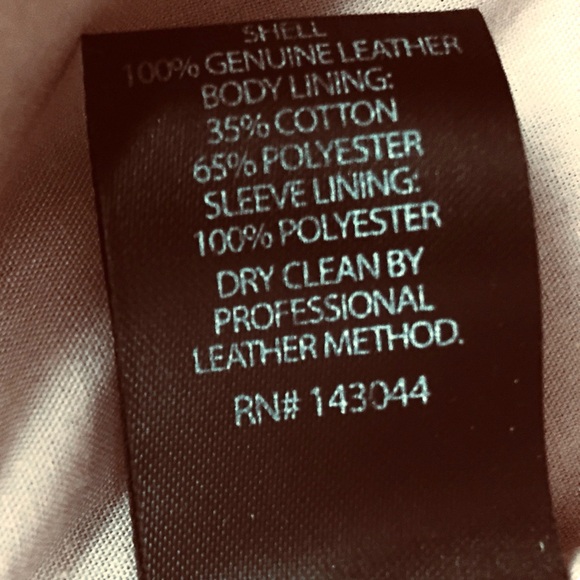 SHELL
100% GENUINE LEATHER
BODY LINING:
35% COTTON
65% POLYESTER
SLEEVE LINING:
100% POLYESTER
DRY CLEAN BY
PROFESSIONAL
LEATHER METHOD.
RN# 143044